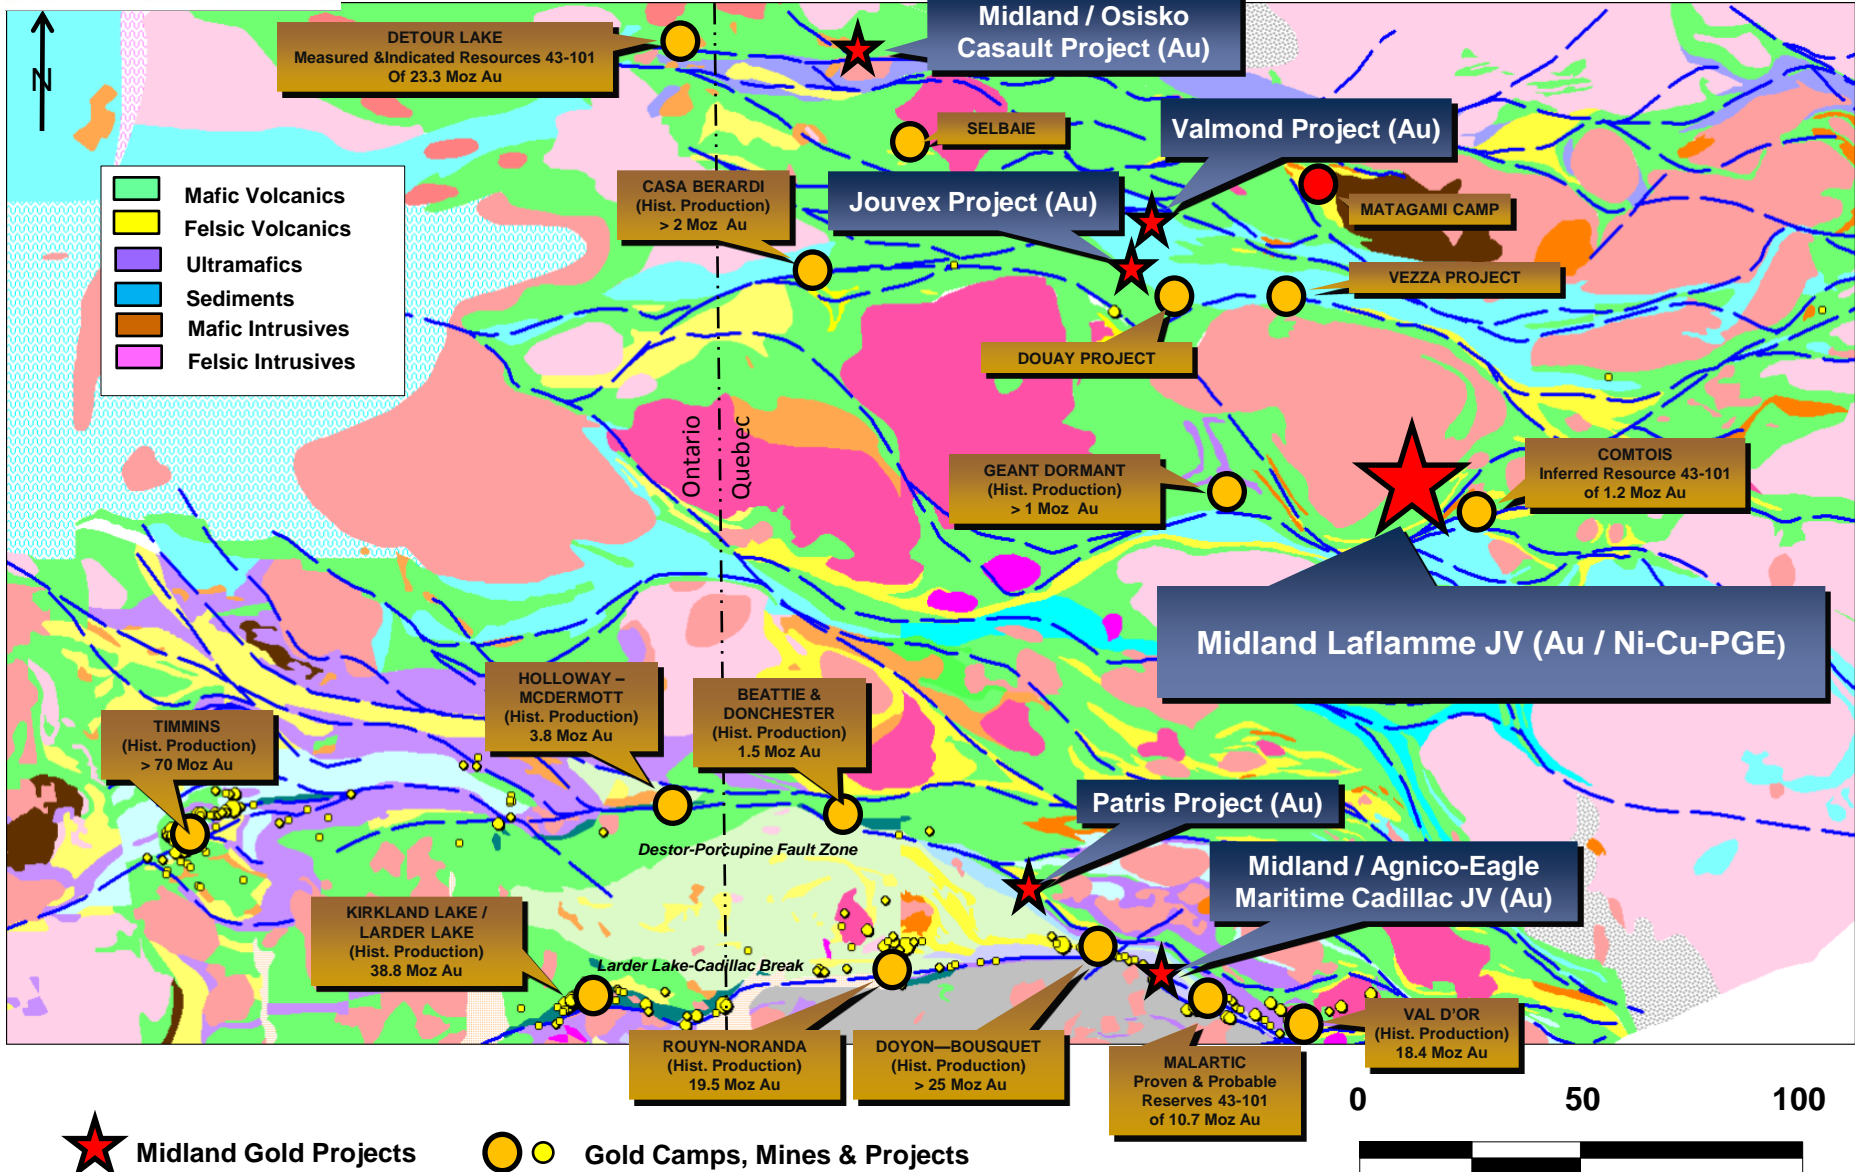 Midland / Osisko
Casault Project (Au)
DETOUR LAKE
Measured &Indicated Resources 43-101
Of 23.3 Moz Au
N
SELBAIE
Valmond Project (Au)
Mafic Volcanics
Felsic Volcanics
Ultramafics
Sediments
Mafic Intrusives
Felsic Intrusives
CASA BERARDI
(Hist. Production)
> 2 Moz Au
Jouvex Project (Au)
MATAGAMI CAMP
VEZZA PROJECT
DOUAY PROJECT
Ontario
Quebec
GEANT DORMANT
(Hist. Production)
> 1 Moz Au
COMTOIS
Inferred Resource 43-101
of 1.2 Moz Au
Midland Laflamme JV (Au / Ni-Cu-PGE)
HOLLOWAY –
MCDERMOTT
(Hist. Production)
3.8 Moz Au
BEATTIE &
DONCHESTER
(Hist. Production)
1.5 Moz Au
TIMMINS
(Hist. Production)
> 70 Moz Au
Patris Project (Au)
Destor-Porcupine Fault Zone
Midland / Agnico-Eagle
Maritime Cadillac JV (Au)
KIRKLAND LAKE /
LARDER LAKE
(Hist. Production)
38.8 Moz Au
Larder Lake-Cadillac Break
ROUYN-NORANDA
(Hist. Production)
19.5 Moz Au
DOYON—BOUSQUET
(Hist. Production)
> 25 Moz Au
MALARTIC
Proven & Probable
Reserves 43-101
of 10.7 Moz Au
VAL D'OR
(Hist. Production)
18.4 Moz Au
0 50 100
Midland Gold Projects
Gold Camps, Mines & Projects